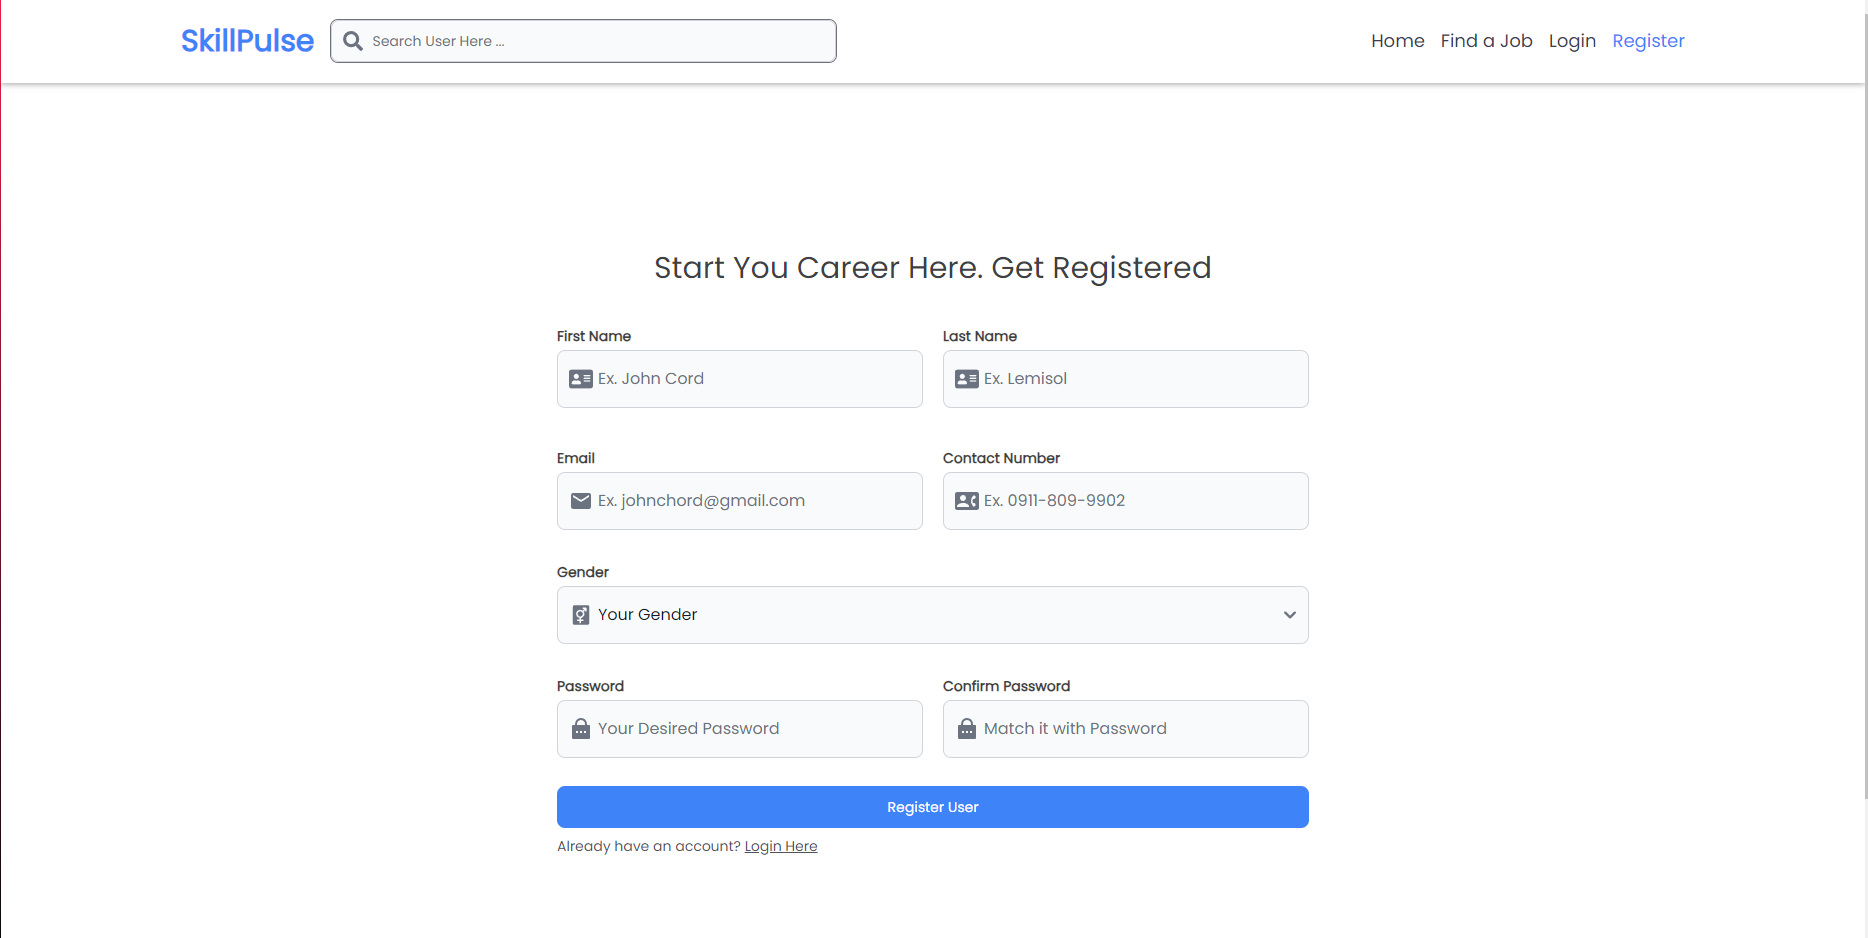 SkillPulse
Search User Here ...
Home Find a Job Login Register
Start You Career Here. Get Registered
First Name Last Name
Ex. John Cord Ex. Lemisol
Email Contact Number
Ex. johnchord@gmail.com Ex. 0911-809-9902
Gender
Your Gender
Password Confirm Password
Your Desired Password Match it with Password
Register User
Already have an account? Login Here